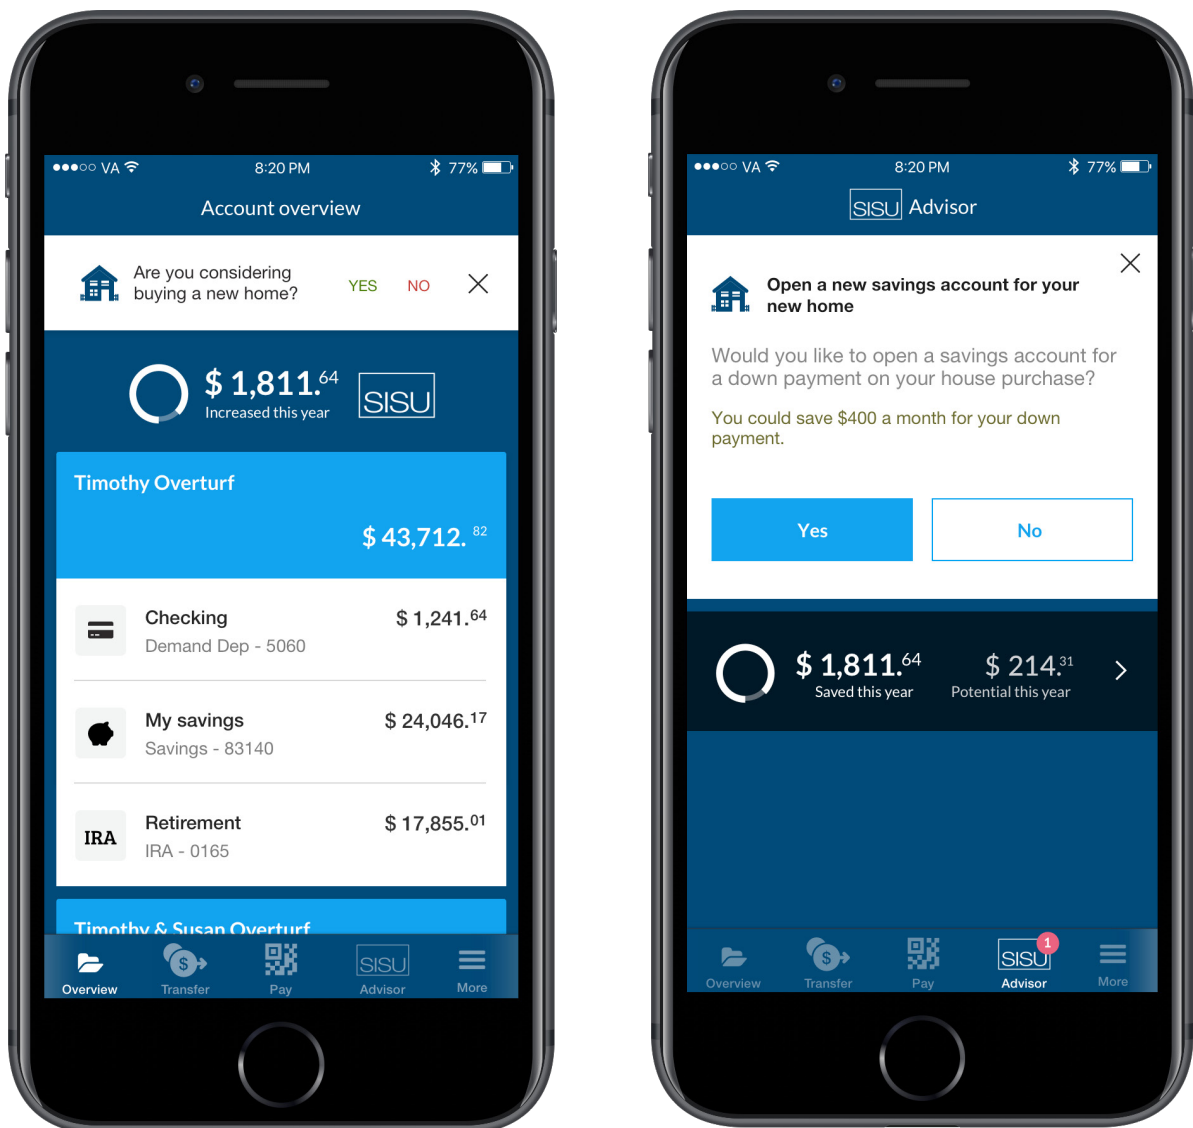 VA 8:20 PM 77%
Account overview
Are you considering
buying a new home?
YES NO
$ 1,811.64
Increased this year
SISU
Timothy Overturf
$ 43,712. 82
Checking $ 1,241.64
Demand Dep - 5060
My savings $ 24,046.17
Savings - 83140
IRA
Retirement $ 17,855.01
IRA - 0165
Timothy & Susan Overturf
SISU
Overview Transfer Pay Advisor More
VA 8:20 PM 77%
SISU Advisor
Open a new savings account for your
new home
Would you like to open a savings account for
a down payment on your house purchase?
You could save $400 a month for your down
payment.
Yes No
$ 1,811.64 $ 214.31
Saved this year Potential this year
$ SISU 1
Overview Transfer Pay Advisor More